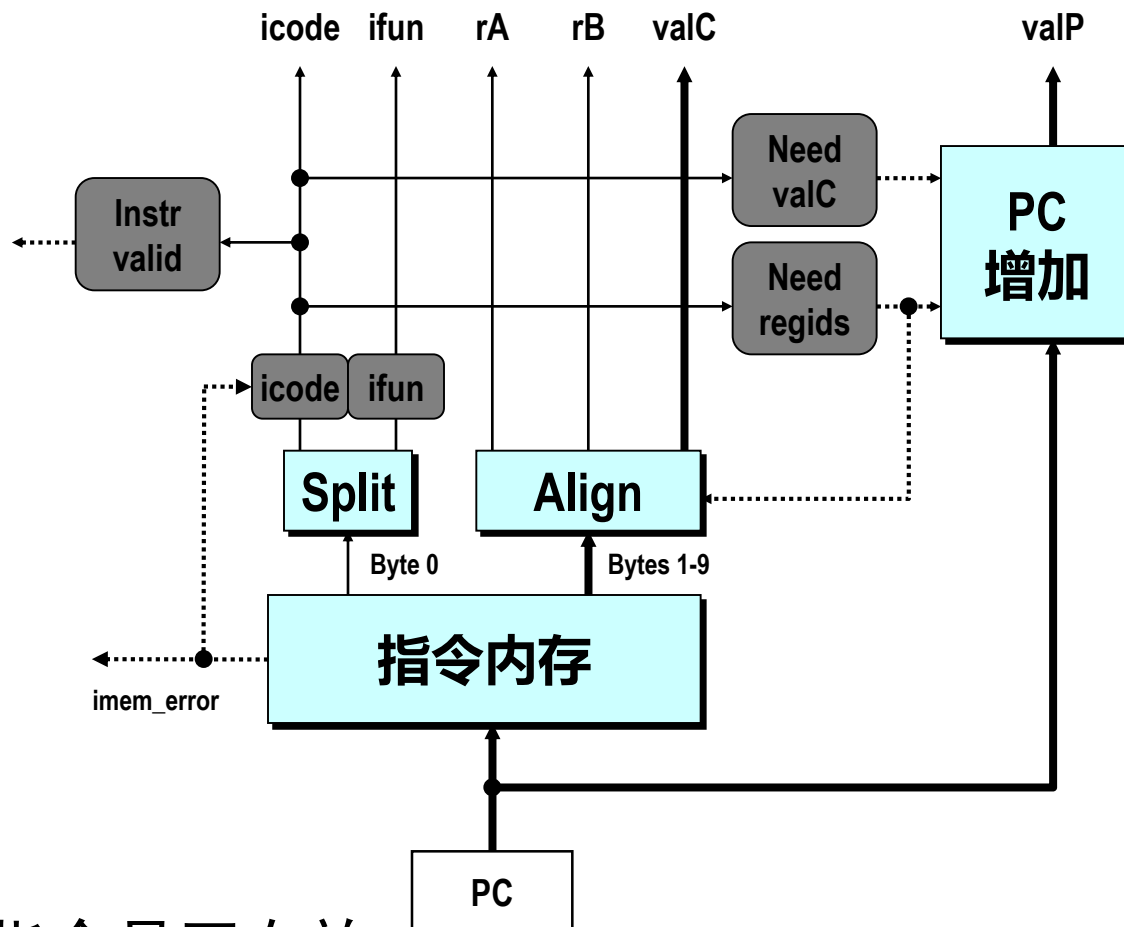 icode ifun rA rB valC valP
Need
valC
Instr
valid
PC
增加
Need
regids
icode ifun
Split
Align
Byte 0
Bytes 1-9
指令内存
imem_error
PC